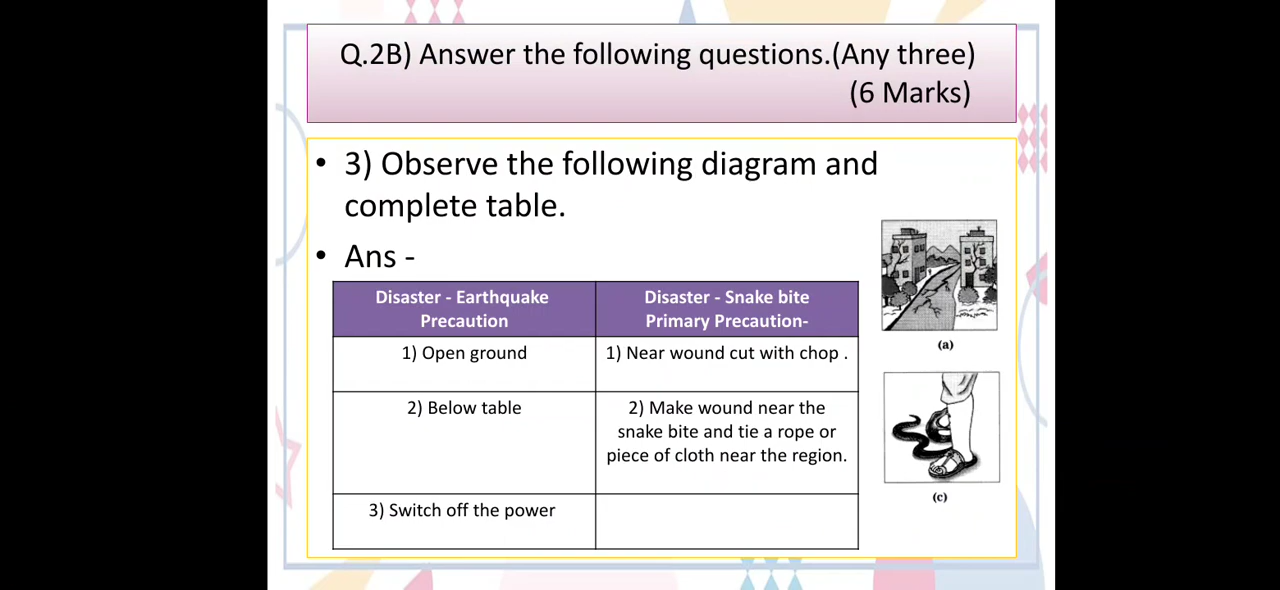 Q.2B) Answer the following questions.(Any three)
(6 Marks)
• 3) Observe the following diagram and
complete table.
• Ans -
Disaster - Earthquake
Precaution
Disaster - Snake bite
Primary Precaution-
1) Open ground
1) Near wound cut with chop .
2) Below table
2) Make wound near the
snake bite and tie a rope or
piece of cloth near the region.
3) Switch off the power
(a)
(c)